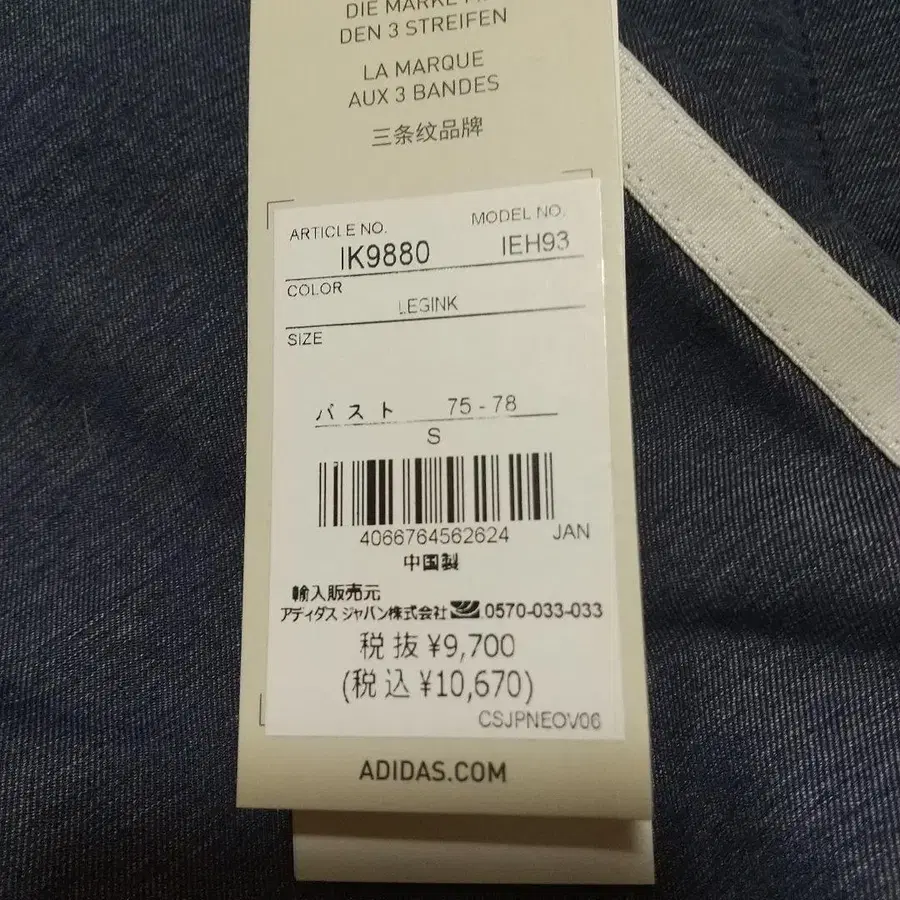 DIE MARKE MIT
DEN 3 STREIFEN
LA MARQUE
AUX 3 BANDES
三条纹品牌
ARTICLE NO. MODEL NO.
IK9880 IEH93
COLOR
LEGINK
SIZE
バスト 75-78
S
4066764562624 JAN
中国製
輸入販売元
アディダス ジャパン株式会社 0570-033-033
税抜 ¥9,700
(税込 ¥10,670)
CSJPNEOV06
ADIDAS.COM